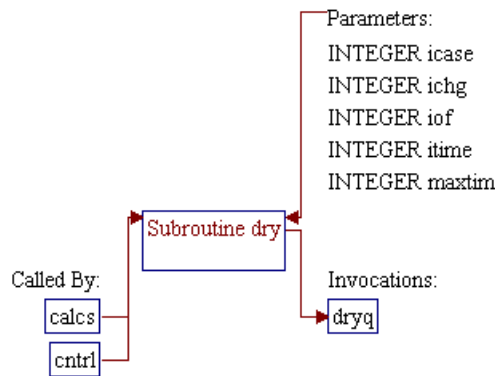 Parameters:
INTEGER icase
INTEGER ichg
INTEGER iof
INTEGER itime
INTEGER maxtim
Subroutine dry
Called By:
calcs
cntrl
Invocations:
dryq